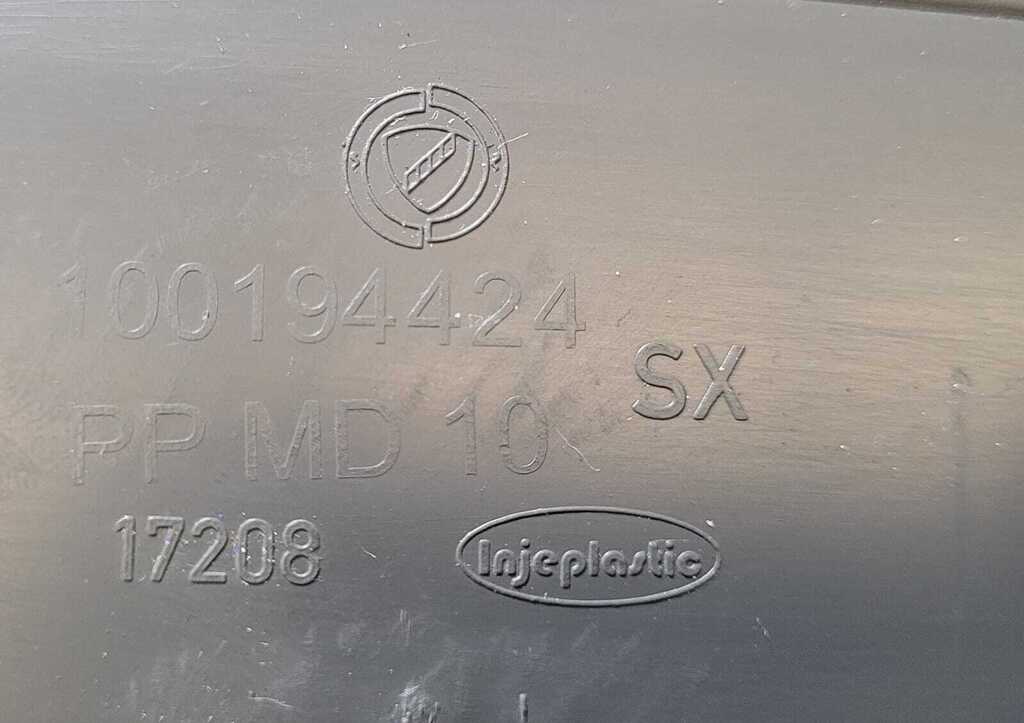 100194424
SX
PP MD 10
17208
Injeplastic